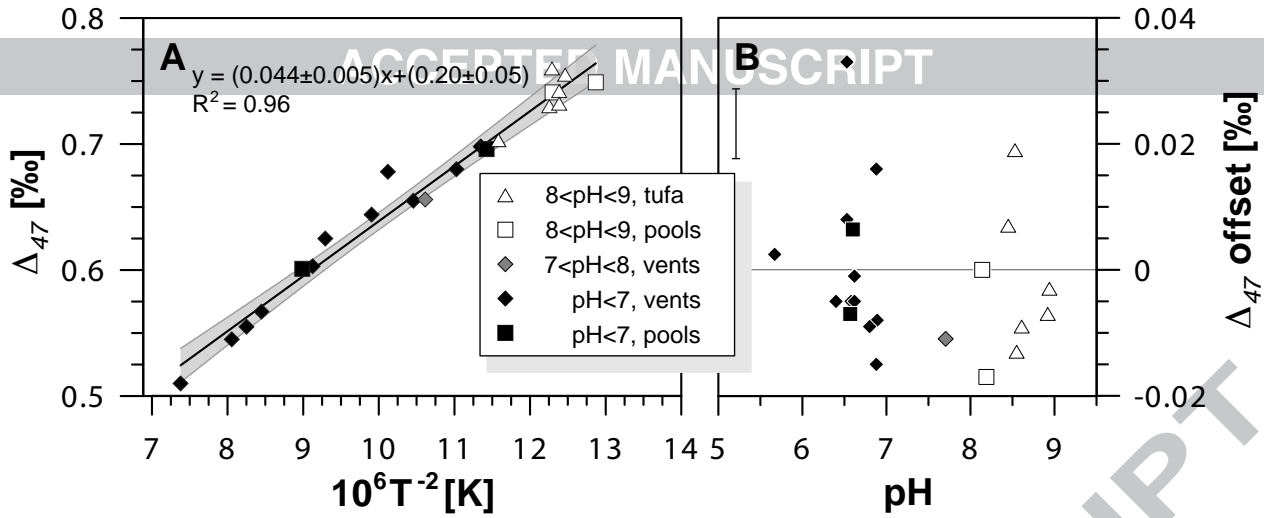 ACCEPTED MANUSCRIPT
A
y = (0.044±0.005)x+(0.20±0.05)
R² = 0.96
0.8
0.7
0.6
0.5
Δ47 [‰]
7 8 9 10 11 12 13 14
10⁶T⁻² [K]
8<pH<9, tufa
8<pH<9, pools
7<pH<8, vents
pH<7, vents
pH<7, pools
B
0.04
0.02
0
-0.02
Δ47 offset [‰]
5 6 7 8 9
pH
IPT